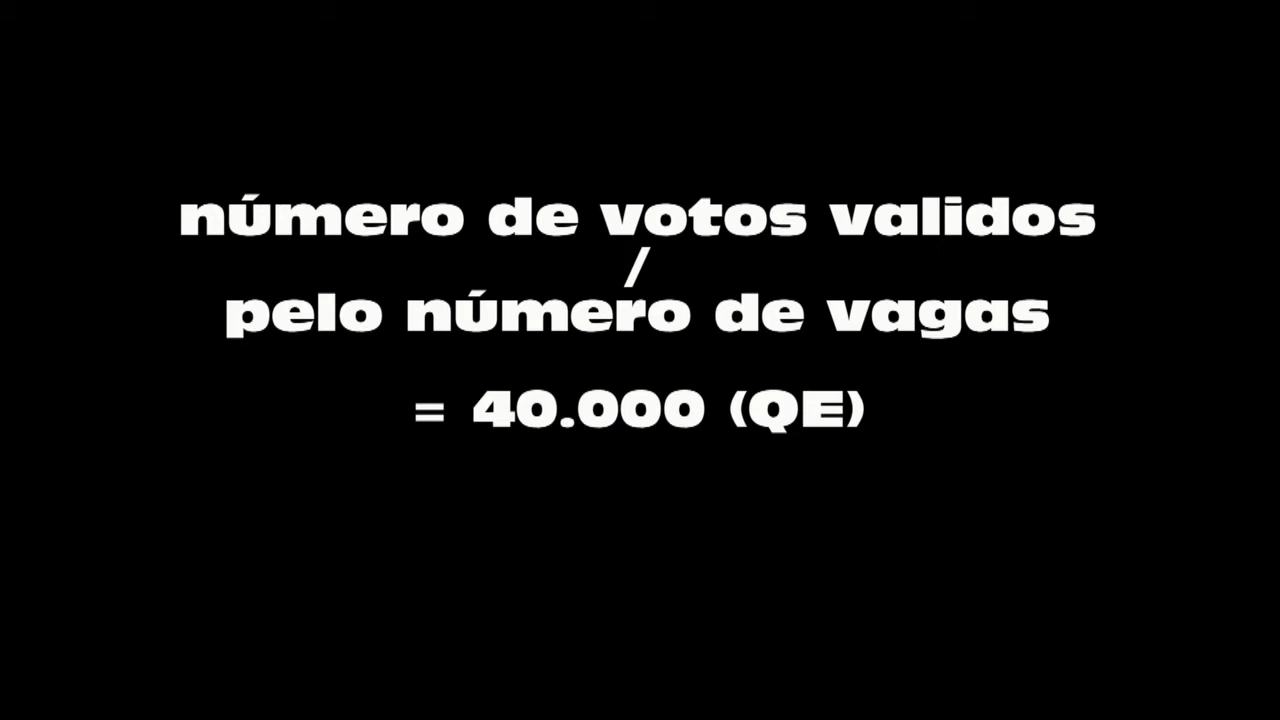 número de votos validos
/
pelo número de vagas
= 40.000 (QE)